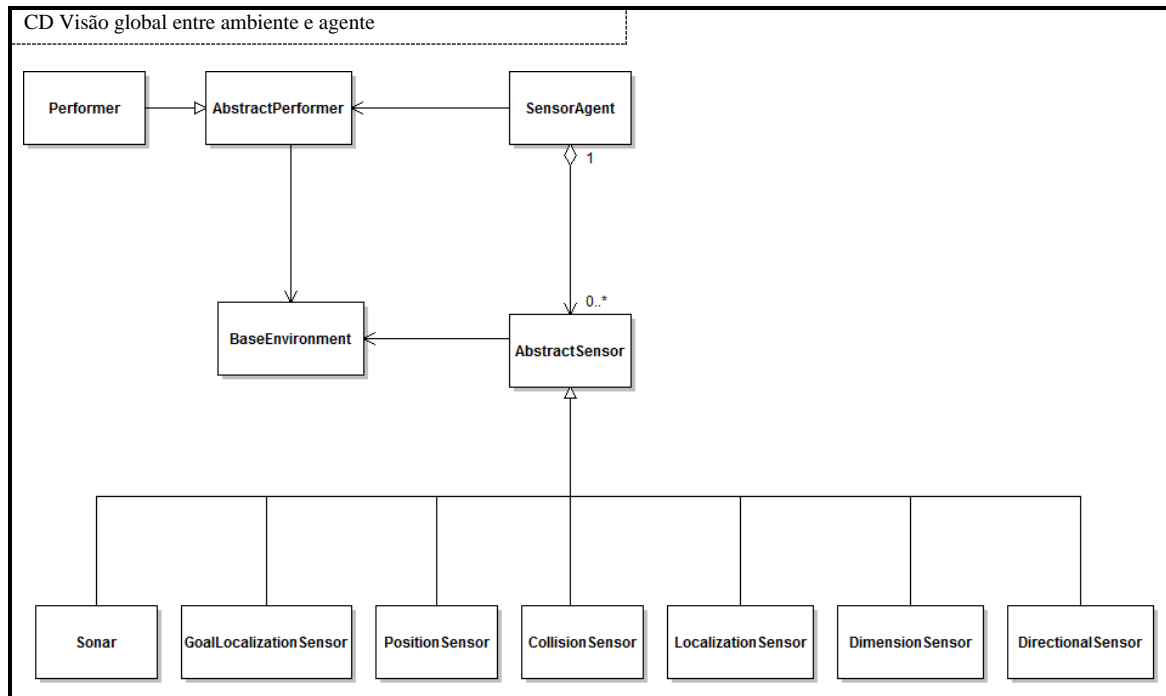 CD Visão global entre ambiente e agente
Performer
AbstractPerformer
SensorAgent
1
0..*
BaseEnvironment
AbstractSensor
Sonar
GoalLocalizationSensor
PositionSensor
CollisionSensor
LocalizationSensor
DimensionSensor
DirectionalSensor